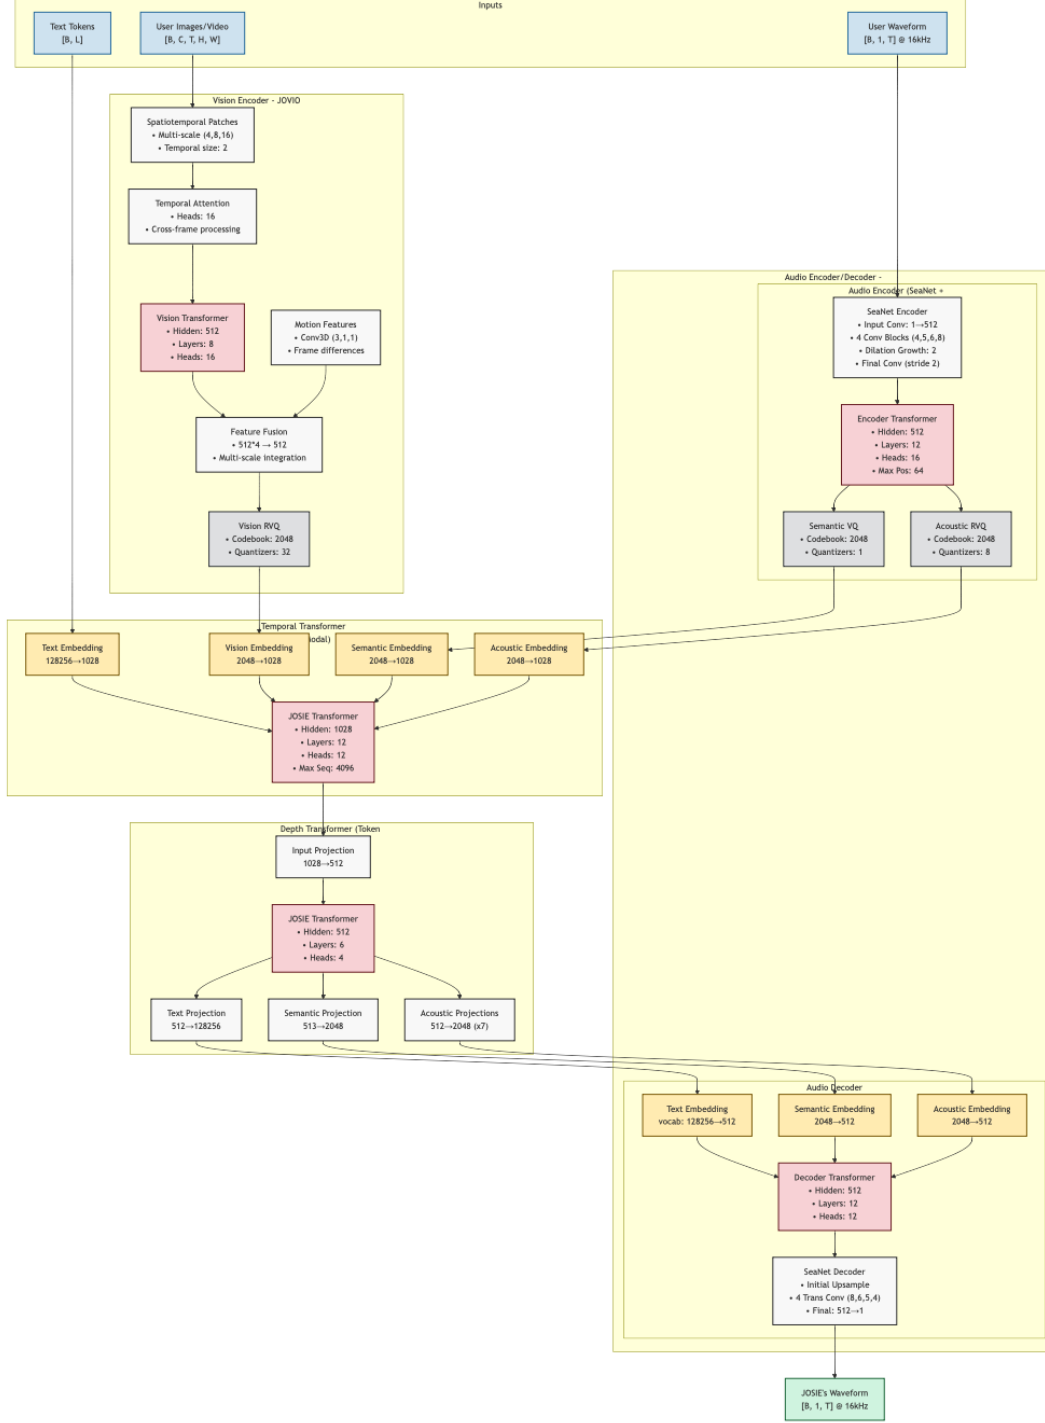 Inputs
Text Tokens
[B, L]
User Images/Video
[B, C, T, H, W]
User Waveform
[B, 1, T] @ 16kHz
Vision Encoder - JOVIO
Spatiotemporal Patches
• Multi-scale (4,8,16)
• Temporal size: 2
Temporal Attention
• Heads: 16
• Cross-frame processing
Vision Transformer
• Hidden: 512
• Layers: 8
• Heads: 16
Motion Features
• Conv3D (3,1,1)
• Frame differences
Feature Fusion
• 512*4 → 512
• Multi-scale integration
Vision RVQ
• Codebook: 2048
• Quantizers: 32
Audio Encoder/Decoder -
Audio Encoder (SeaNet +
SeaNet Encoder
• Input Conv: 1→512
• 4 Conv Blocks (4,5,6,8)
• Dilation Growth: 2
• Final Conv (stride 2)
Encoder Transformer
• Hidden: 512
• Layers: 12
• Heads: 16
• Max Pos: 64
Semantic VQ
• Codebook: 2048
• Quantizers: 1
Acoustic RVQ
• Codebook: 2048
• Quantizers: 8
Temporal Transformer
nodal)
Text Embedding
128256→1028
Vision Embedding
2048→1028
Semantic Embedding
2048→1028
Acoustic Embedding
2048→1028
JOSIE Transformer
• Hidden: 1028
• Layers: 12
• Heads: 12
• Max Seq: 4096
Depth Transformer (Token
Input Projection
1028→512
JOSIE Transformer
• Hidden: 512
• Layers: 6
• Heads: 4
Text Projection
512→128256
Semantic Projection
513→2048
Acoustic Projections
512→2048 (x7)
Audio Decoder
Text Embedding
vocab: 128256→512
Semantic Embedding
2048→512
Acoustic Embedding
2048→512
Decoder Transformer
• Hidden: 512
• Layers: 12
• Heads: 12
SeaNet Decoder
• Initial Upsample
• 4 Trans Conv (8,6,5,4)
• Final: 512→1
JOSIE's Waveform
[B, 1, T] @ 16kHz